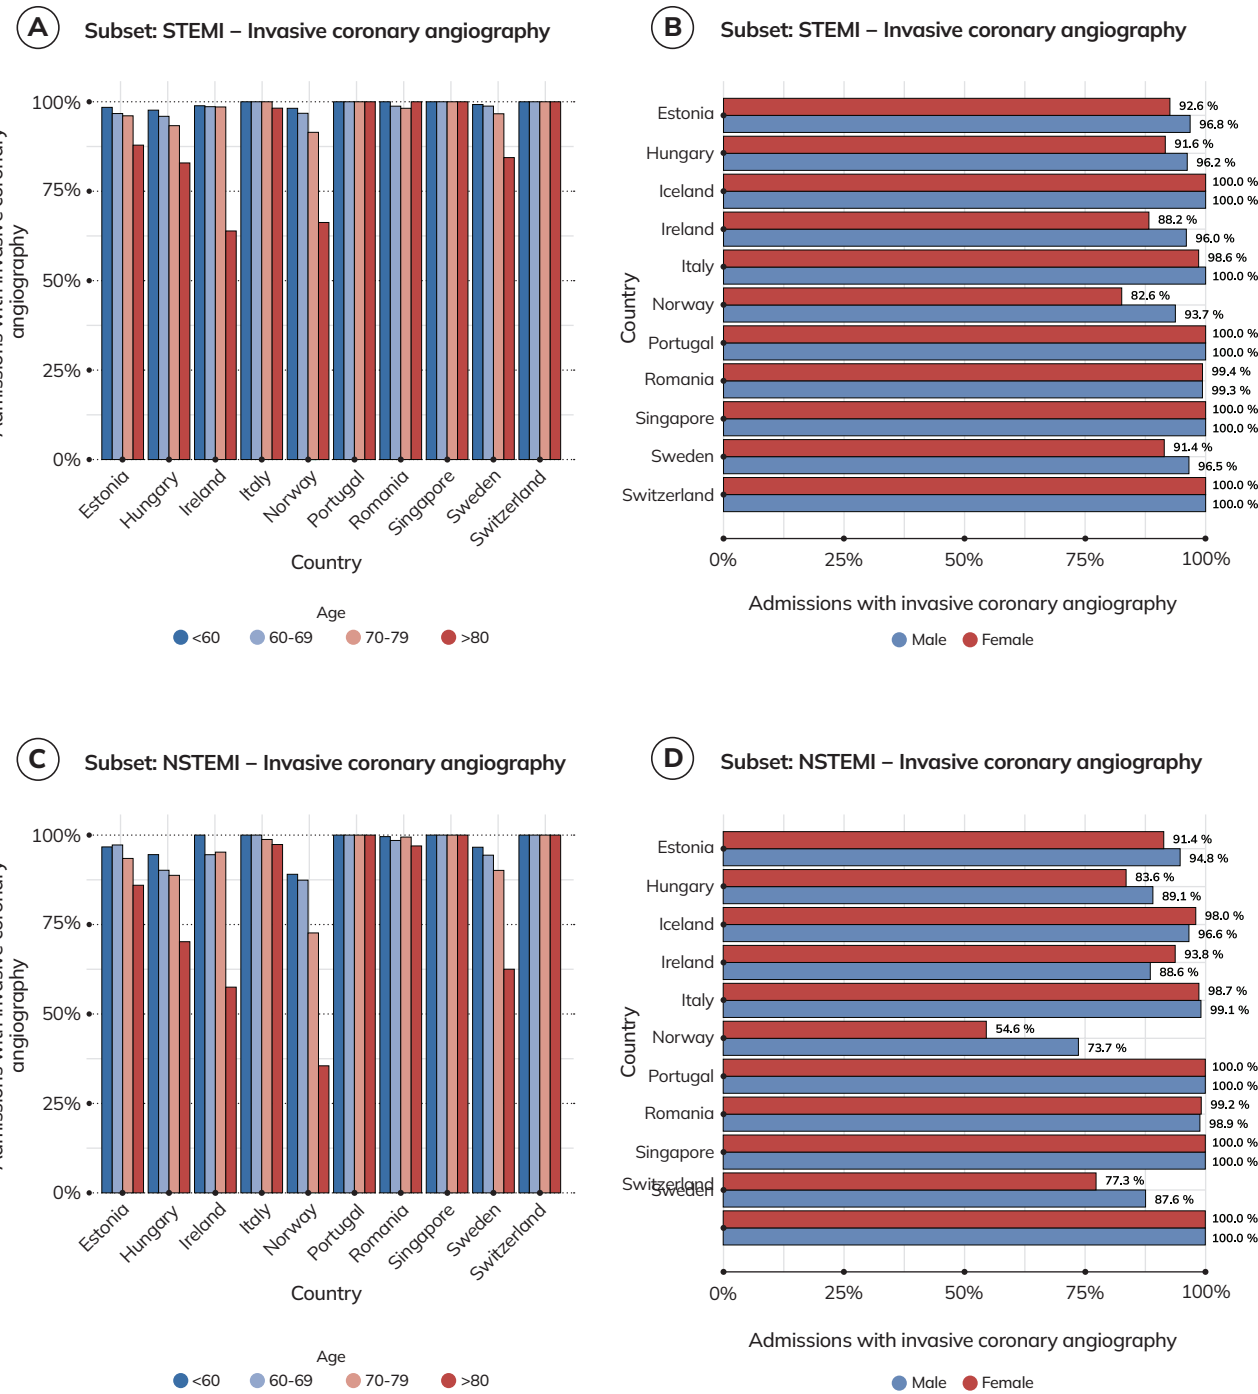 A
Subset: STEMI – Invasive coronary angiography
angiography
100%
75%
50%
25%
0%
Estonia
Hungary
Ireland
Italy
Norway
Portugal
Romania
Singapore
Sweden
Switzerland
Country
Age
<60 60-69 70-79 >80
B
Subset: STEMI – Invasive coronary angiography
Country
Estonia 92.6 %
96.8 %
Hungary 91.6 %
96.2 %
Iceland 100.0 %
100.0 %
Ireland 88.2 %
96.0 %
Italy 98.6 %
100.0 %
Norway 82.6 %
93.7 %
Portugal 100.0 %
100.0 %
Romania 99.4 %
99.3 %
Singapore 100.0 %
100.0 %
Sweden 91.4 %
96.5 %
Switzerland 100.0 %
100.0 %
0% 25% 50% 75% 100%
Admissions with invasive coronary angiography
Male Female
C
Subset: NSTEMI – Invasive coronary angiography
angiography
100%
75%
50%
25%
0%
Estonia
Hungary
Ireland
Italy
Norway
Portugal
Romania
Singapore
Sweden
Switzerland
Country
Age
<60 60-69 70-79 >80
D
Subset: NSTEMI – Invasive coronary angiography
Country
Estonia 91.4 %
94.8 %
Hungary 83.6 %
89.1 %
Iceland 98.0 %
96.6 %
Ireland 93.8 %
88.6 %
Italy 98.7 %
99.1 %
Norway 54.6 %
73.7 %
Portugal 100.0 %
100.0 %
Romania 99.2 %
98.9 %
Singapore 100.0 %
100.0 %
Switzerland 77.3 %
Sweden 87.6 %
100.0 %
100.0 %
0% 25% 50% 75% 100%
Admissions with invasive coronary angiography
Male Female